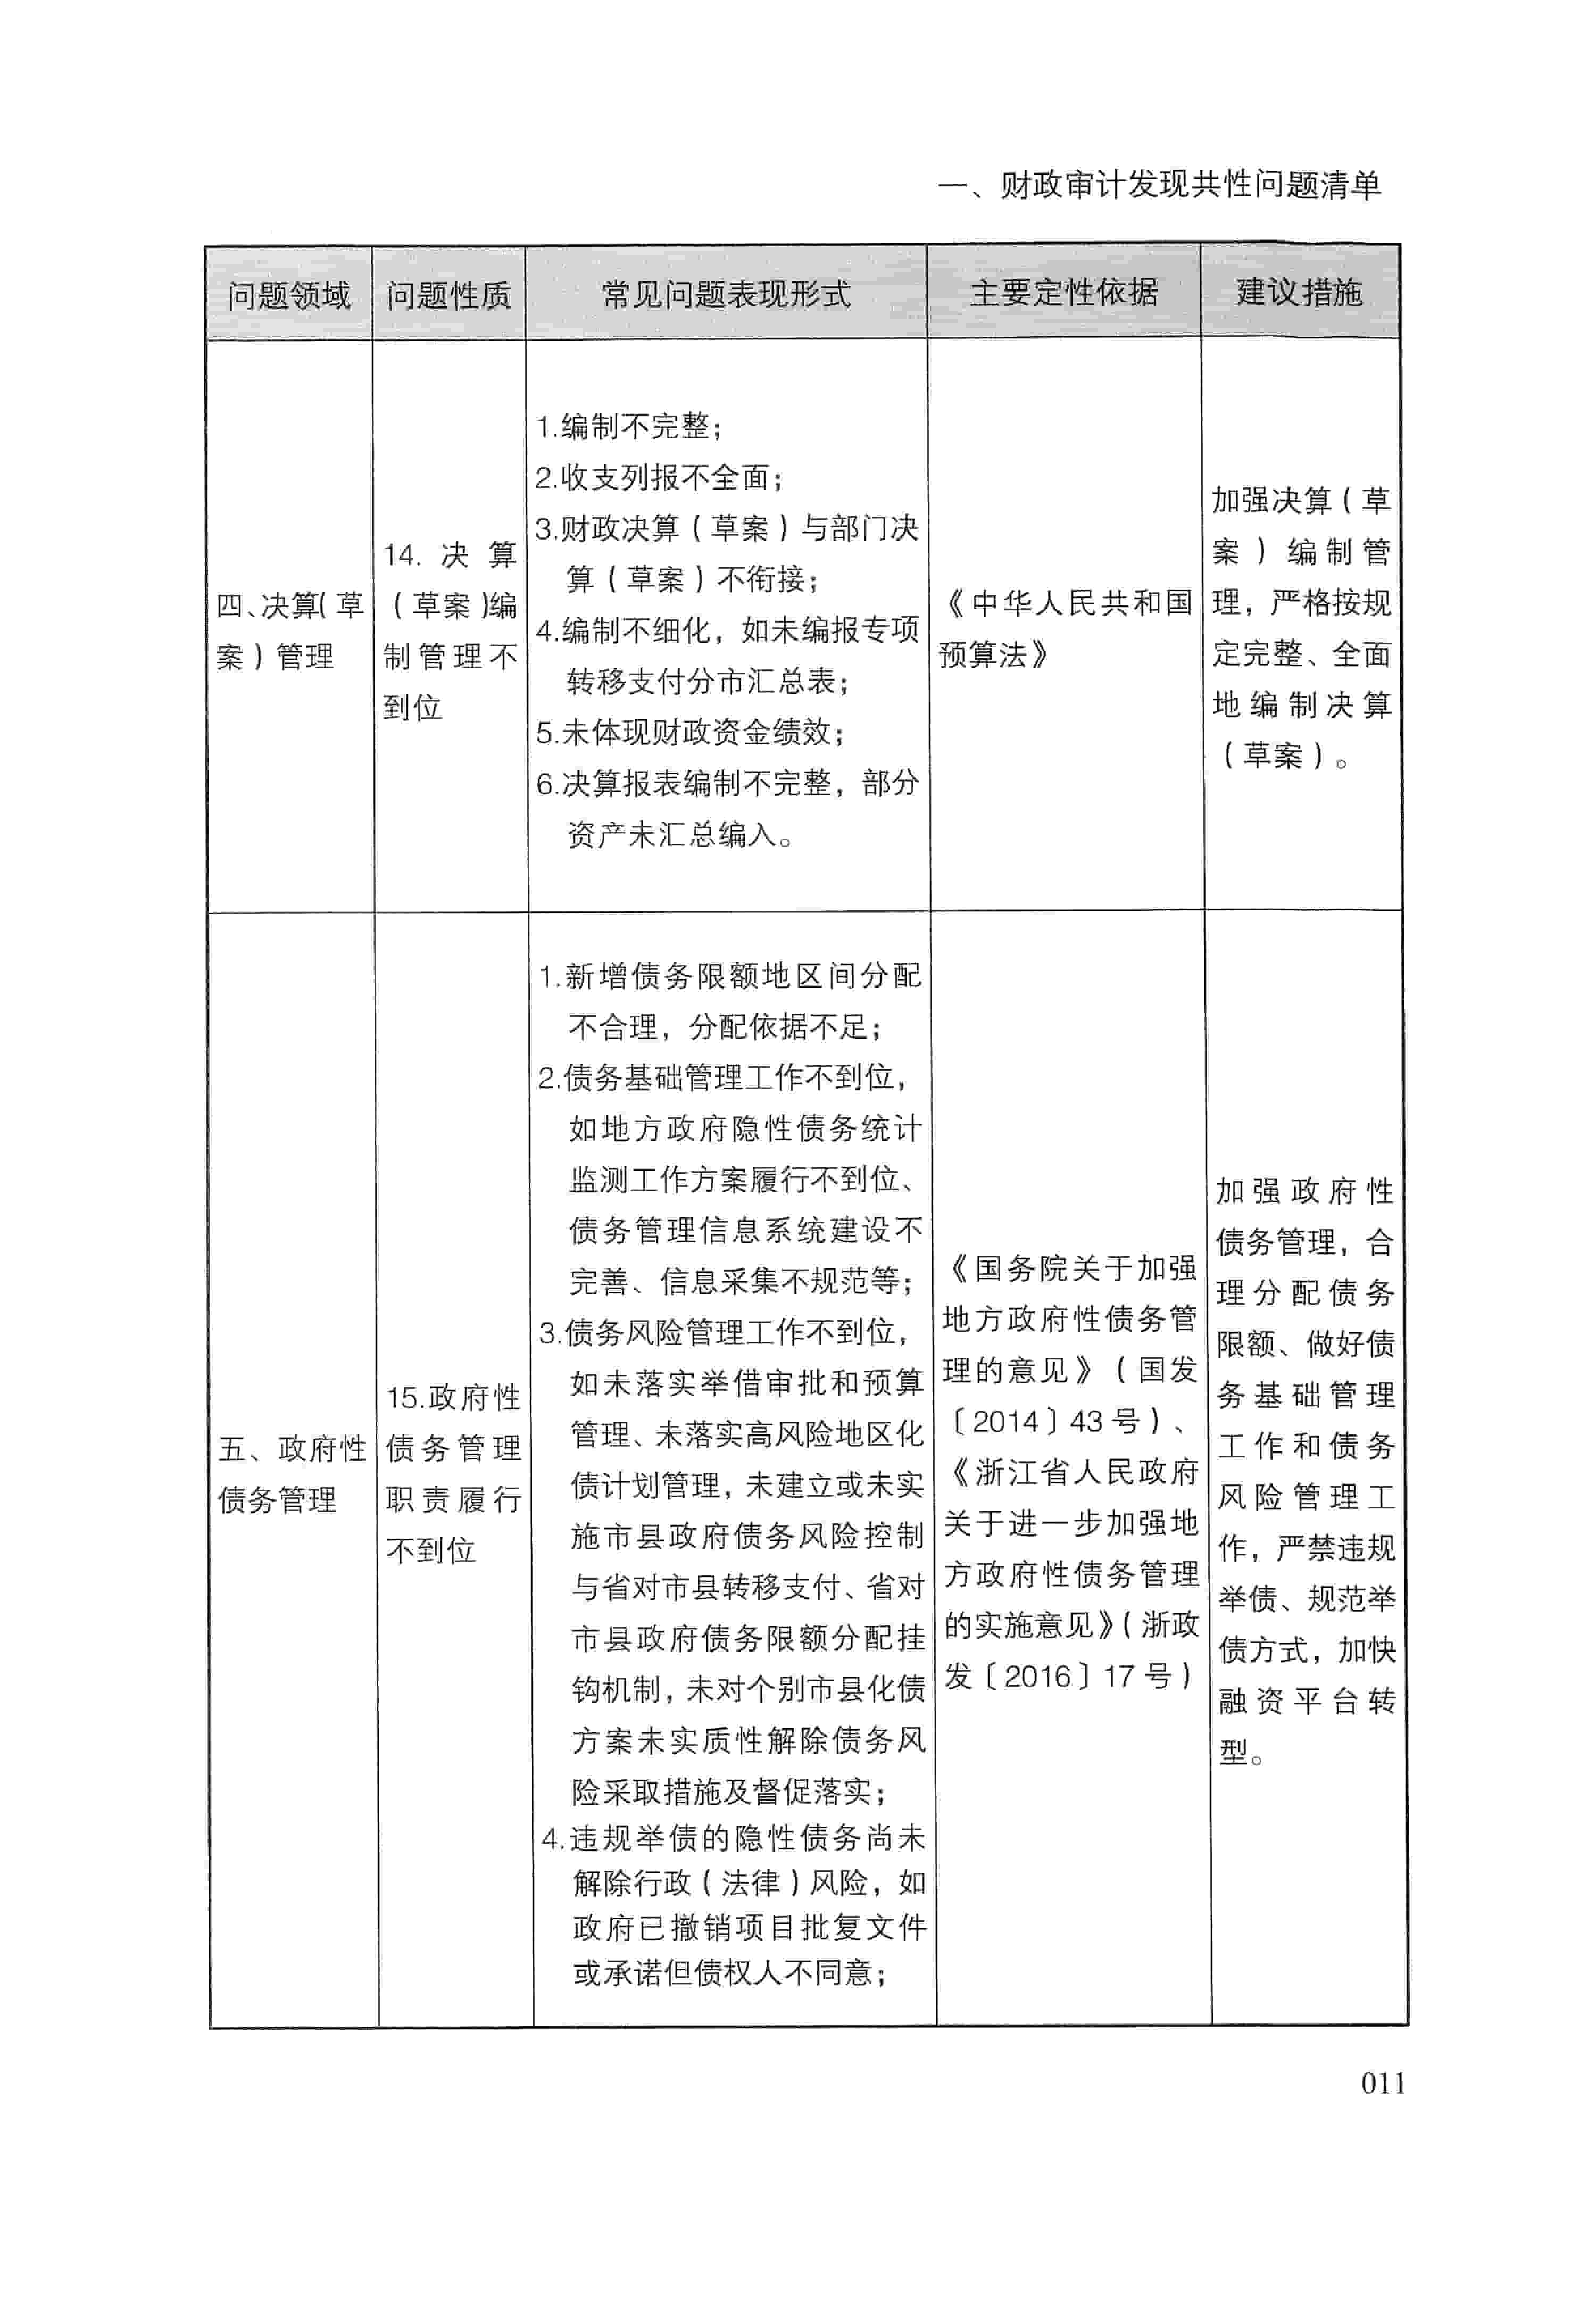 一、财政审计发现共性问题清单
问题领域 问题性质 常见问题表现形式 主要定性依据 建议措施
四、决算(草
案)管理
14. 决算
(草案)编
制管理不
到位
1.编制不完整；
2.收支列报不全面；
3.财政决算(草案)与部门决
算(草案)不衔接；
4.编制不细化，如未编报专项
转移支付分市汇总表；
5.未体现财政资金绩效；
6.决算报表编制不完整，部分
资产未汇总编入。
《中华人民共和国
预算法》
加强决算(草
案)编制管
理，严格按规
定完整、全面
地编制决算
(草案)。
五、政府性
债务管理
15.政府性
债务管理
职责履行
不到位
1.新增债务限额地区间分配
不合理，分配依据不足；
2.债务基础管理工作不到位，
如地方政府隐性债务统计
监测工作方案履行不到位、
债务管理信息系统建设不
完善、信息采集不规范等；
3.债务风险管理工作不到位，
如未落实举借审批和预算
管理、未落实高风险地区化
债计划管理，未建立或未实
施市县政府债务风险控制
与省对市县转移支付、省对
市县政府债务限额分配挂
钩机制，未对个别市县化债
方案未实质性解除债务风
险采取措施及督促落实；
4.违规举债的隐性债务尚未
解除行政(法律)风险，如
政府已撤销项目批复文件
或承诺但债权人不同意；
《国务院关于加强
地方政府性债务管
理的意见》(国发
〔2014〕43号)、
《浙江省人民政府
关于进一步加强地
方政府性债务管理
的实施意见》(浙政
发〔2016〕17号)
加强政府性
债务管理，合
理分配债务
限额、做好债
务基础管理
工作和债务
风险管理工
作，严禁违规
举债、规范举
债方式，加快
融资平台转
型。
011